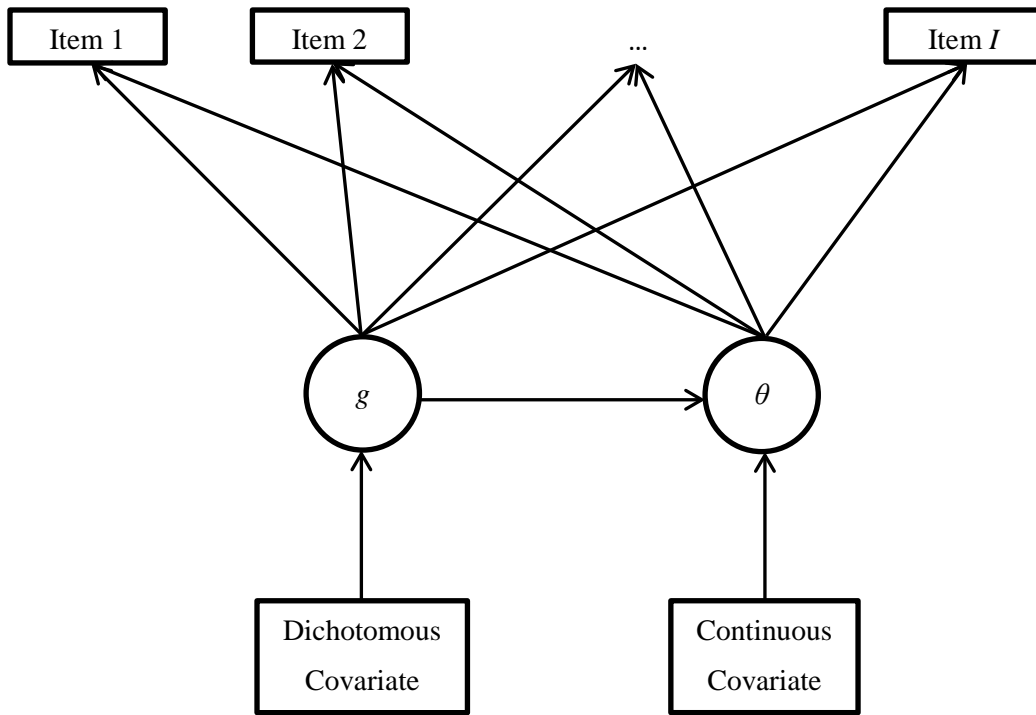 Item 1
Item 2
...
Item I
g
θ
Dichotomous
Covariate
Continuous
Covariate